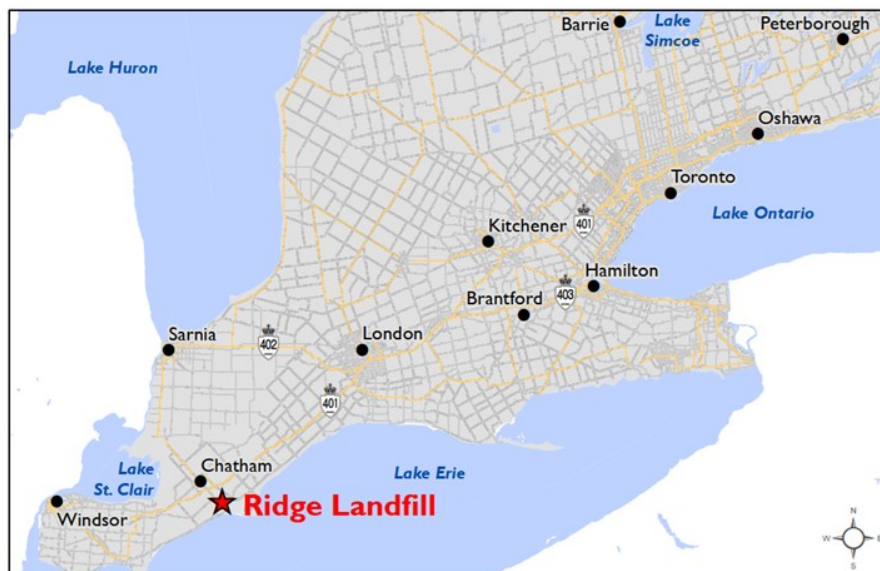 Barrie
Lake
Simcoe
Peterborough
Lake Huron
Oshawa
Toronto
Lake Ontario
Kitchener
401
Hamilton
Brantford
403
Sarnia
402
London
401
Lake
St. Clair
Chatham
Lake Erie
Windsor
Ridge Landfill
N
W
E
S